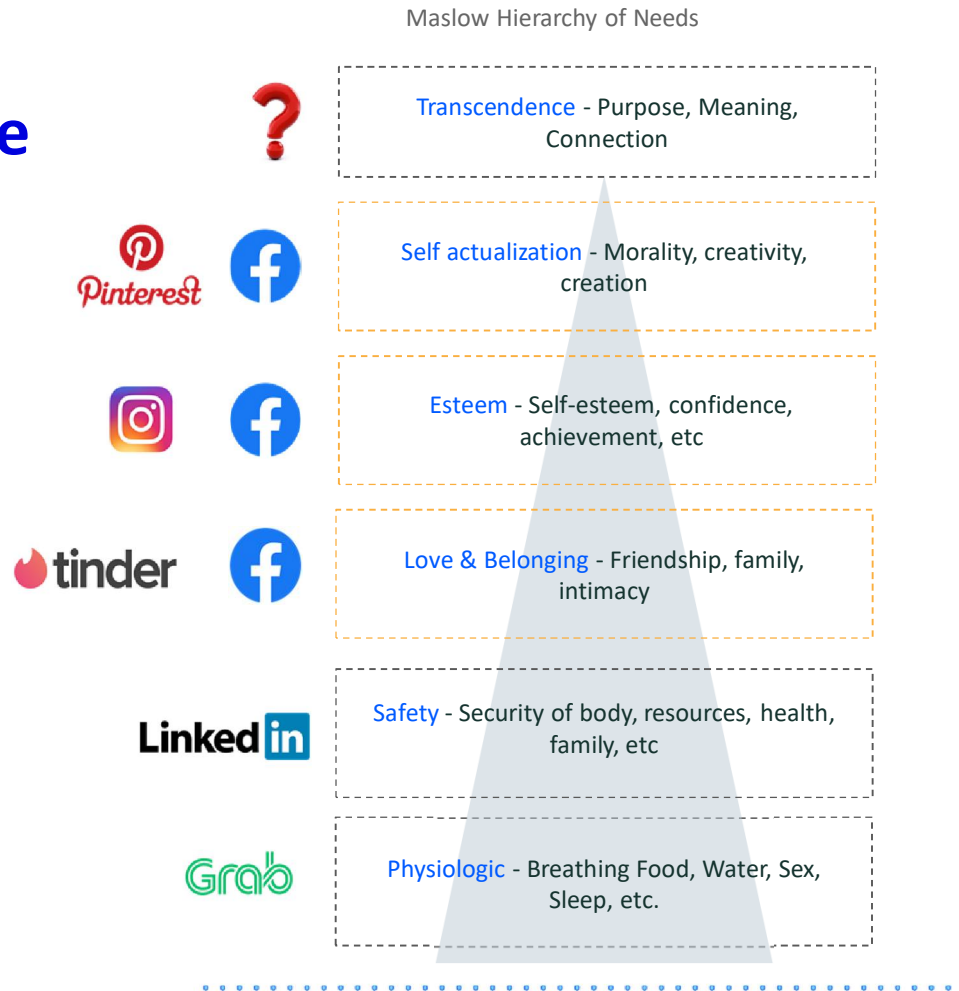 Maslow Hierarchy of Needs
e
?
Transcendence - Purpose, Meaning,
Connection
Pinterest
f
Self actualization - Morality, creativity,
creation
f
Esteem - Self-esteem, confidence,
achievement, etc
tinder
f
Love & Belonging - Friendship, family,
intimacy
Linked in
Safety - Security of body, resources, health,
family, etc
Grab
Physiologic - Breathing Food, Water, Sex,
Sleep, etc.